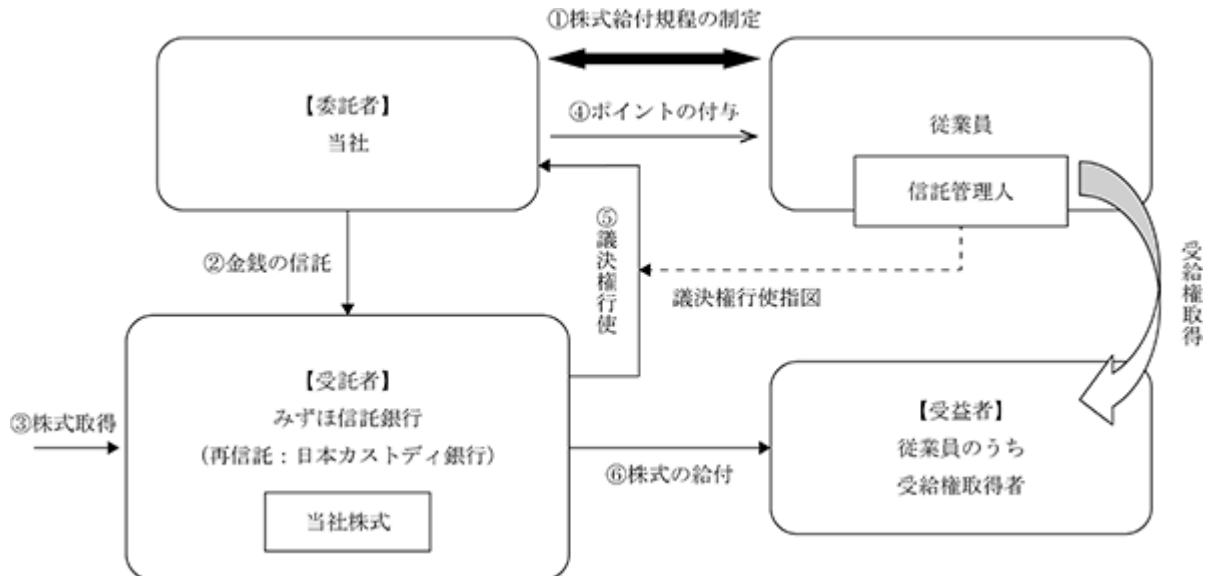 ①株式給付規程の制定
【委託者】
当社
④ポイントの付与
従業員
信託管理人
②金銭の信託
⑤議決権行使
議決権行使指図
受給権取得
【受託者】
みずほ信託銀行
(再信託：日本カストディ銀行)
当社株式
③株式取得
⑥株式の給付
【受益者】
従業員のうち
受給権取得者